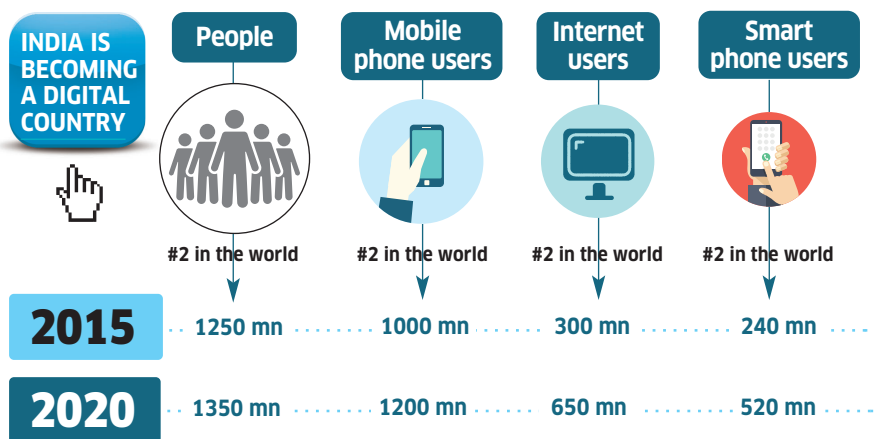 INDIA IS
BECOMING
A DIGITAL
COUNTRY
People
Mobile
phone users
Internet
users
Smart
phone users
#2 in the world
#2 in the world
#2 in the world
#2 in the world
2015
1250 mn
1000 mn
300 mn
240 mn
2020
1350 mn
1200 mn
650 mn
520 mn